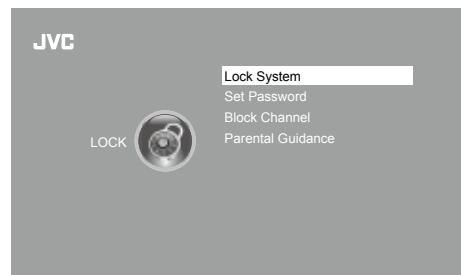 JVC
Lock System
Set Password
Block Channel
LOCK
Parental Guidance